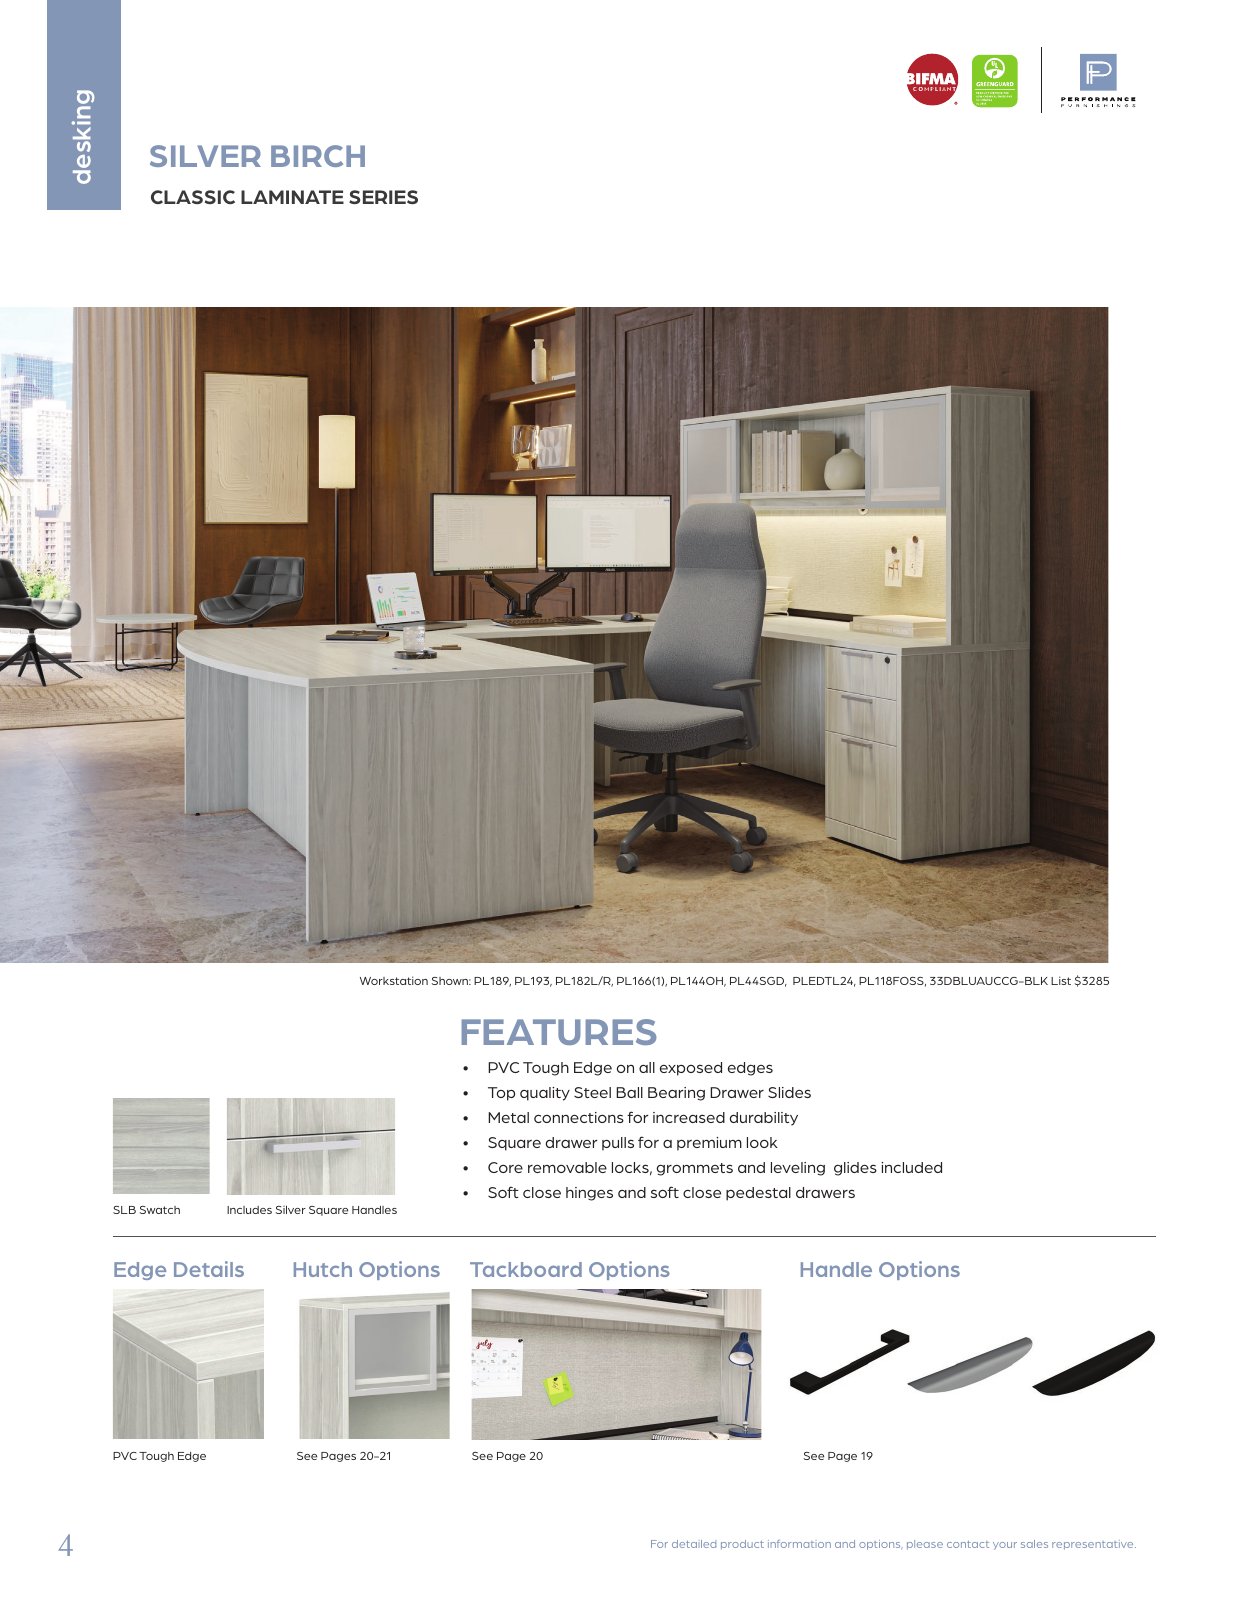 desking
BIFMA
COMPLIANT
GREENGUARD
PERFORMANCE
FURNISHINGS
SILVER BIRCH
CLASSIC LAMINATE SERIES
Workstation Shown: PL189, PL193, PL182L/R, PL166(1), PL144OH, PL44SGD,  PLEDTL24, PL118FOSS, 33DBLUAUCCG-BLK List $3285
FEATURES
• PVC Tough Edge on all exposed edges
• Top quality Steel Ball Bearing Drawer Slides
• Metal connections for increased durability
• Square drawer pulls for a premium look
• Core removable locks, grommets and leveling  glides included
• Soft close hinges and soft close pedestal drawers
SLB Swatch
Includes Silver Square Handles
Edge Details
Hutch Options
Tackboard Options
Handle Options
july
PVC Tough Edge
See Pages 20-21
See Page 20
See Page 19
4
For detailed product information and options, please contact your sales representative.